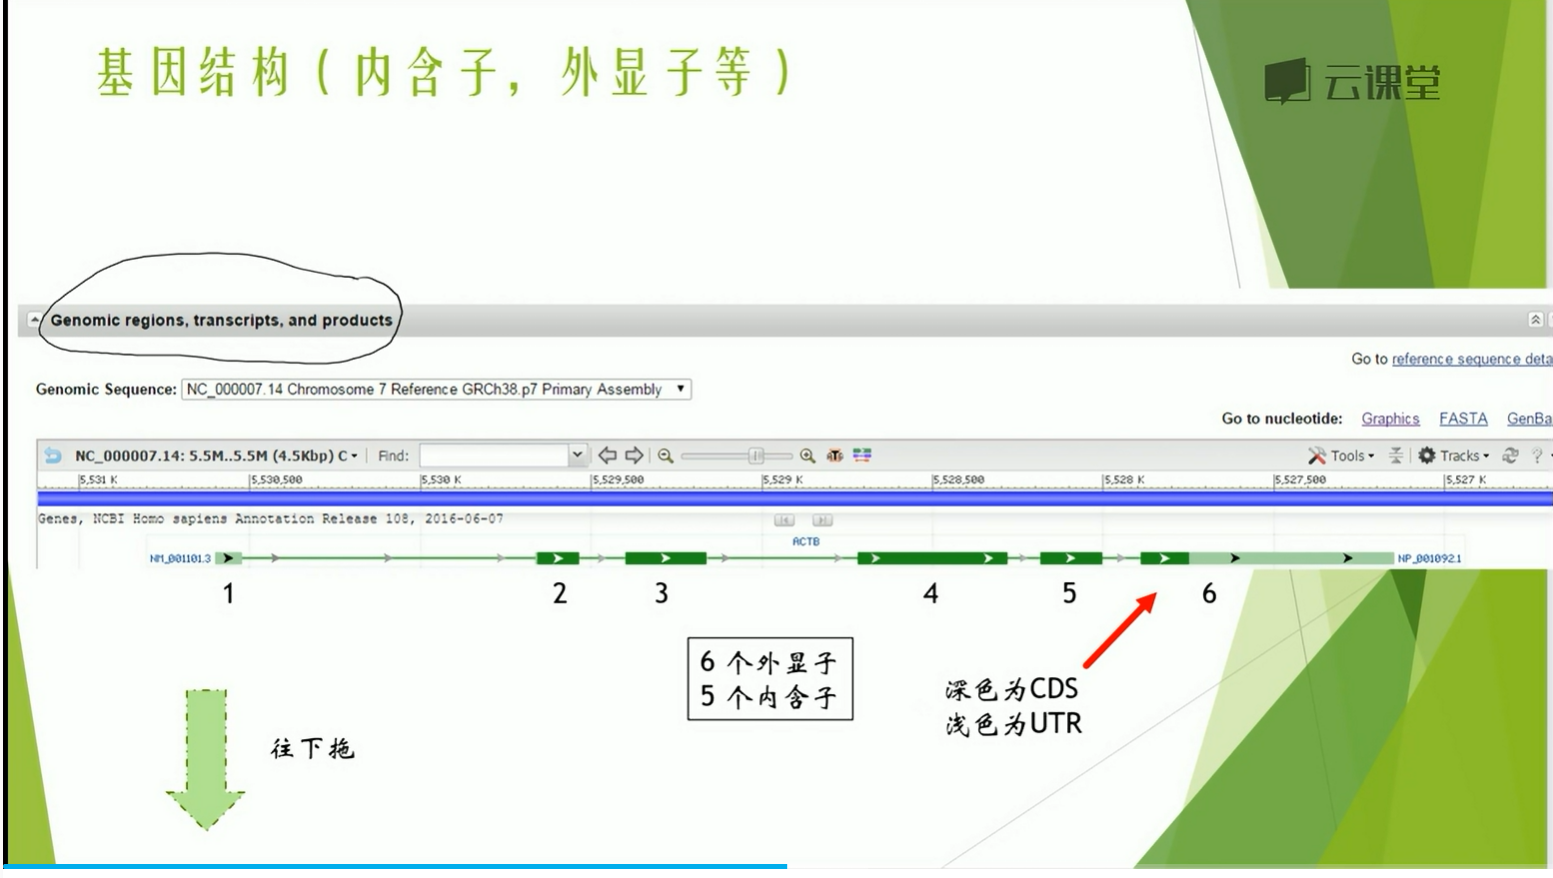 基因结构(内含子，外显子等)
云课堂
Genomic regions, transcripts, and products
Go to reference sequence deta
Genomic Sequence: NC_000007.14 Chromosome 7 Reference GRCh38.p7 Primary Assembly
Go to nucleotide: Graphics FASTA GenBa
NC_000007.14: 5.5M..5.5M (4.5Kbp) C Find: Tools Tracks ?
5,531 K 5,530,500 5,530 K 5,529,500 5,529 K 5,528,500 5,528 K 5,527,500 5,527 K
Genes, NCBI Homo sapiens Annotation Release 108, 2016-06-07
ACTB
NM_001101.3 NP_001092.1
1 2 3 4 5 6
6 个外显子
5 个内含子
深色为CDS
浅色为UTR
往下拖